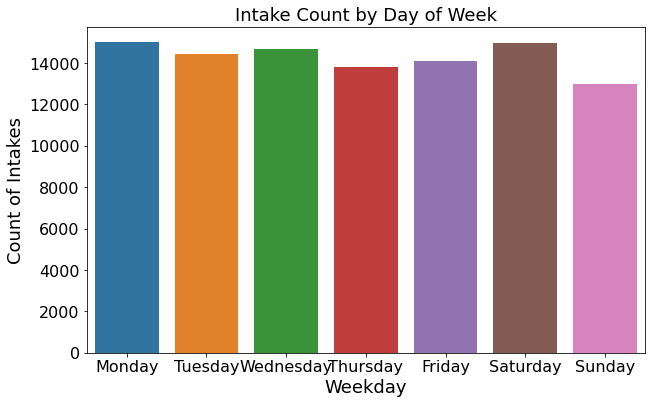 Intake Count by Day of Week
Count of Intakes
14000
12000
10000
8000
6000
4000
2000
0
Monday Tuesday Wednesday Thursday Friday Saturday Sunday
Weekday